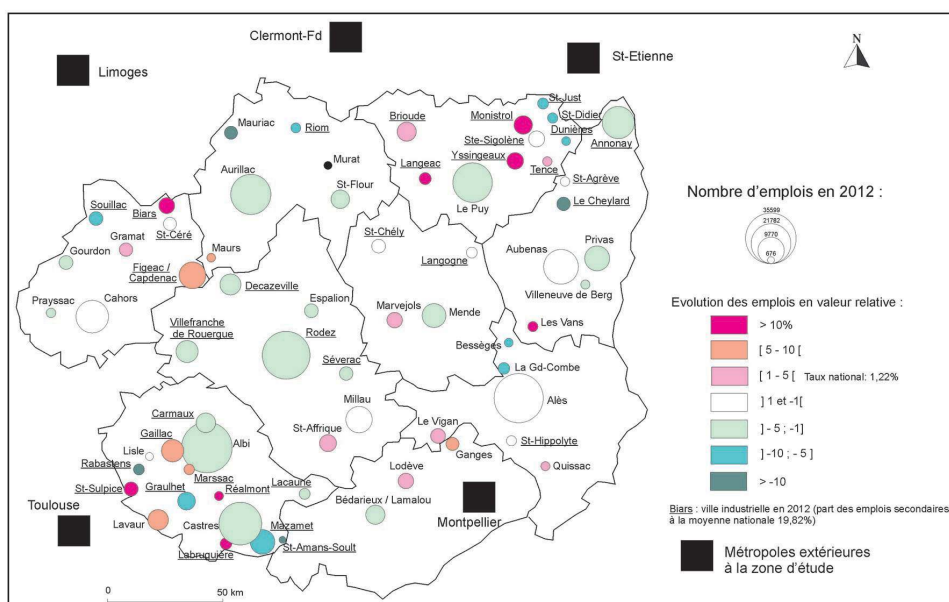 Clermont-Fd
St-Etienne
N
Limoges
Mauriac
Riom
Brioude
Monistrol
St-Just
St-Didier
Ste-Sigolène
Dunières
Annonay
Murat
Langeac
Yssingeaux
Tence
Aurillac
St-Flour
Le Puy
St-Agrève
Le Cheylard
Souillac
Biars
St-Céré
Gramat
Gourdon
Maurs
Figeac /
Capdenac
St-Chély
Langogne
Aubenas
Privas
Villeneuve de Berg
Prayssac
Cahors
Decazeville
Espalion
Marvejols
Mende
Les Vans
Villefranche
de Rouergue
Rodez
Séverac
Bessèges
La Gd-Combe
Alès
Carmaux
Millau
Gaillac
Albi
St-Affrique
Le Vigan
Ganges
St-Hippolyte
Lisle
Rabastens
Marssac
Quissac
St-Sulpice
Graulhet
Réalmont
Lacaune
Lodève
Toulouse
Lavaur
Castres
Bédarieux / Lamalou
Montpellier
Mazamet
St-Amans-Soult
Labruguière
0 50 km
Nombre d'emplois en 2012 :
35599
21782
9770
676
Evolution des emplois en valeur relative :
> 10%
[ 5 - 10 [
[ 1 - 5 [ Taux national: 1,22%
] 1 et -1[
] - 5 ; -1]
] -10 ; - 5 ]
> -10
Biars : ville industrielle en 2012 (part des emplois secondaires
à la moyenne nationale 19,82%)
Métropoles extérieures
à la zone d'étude